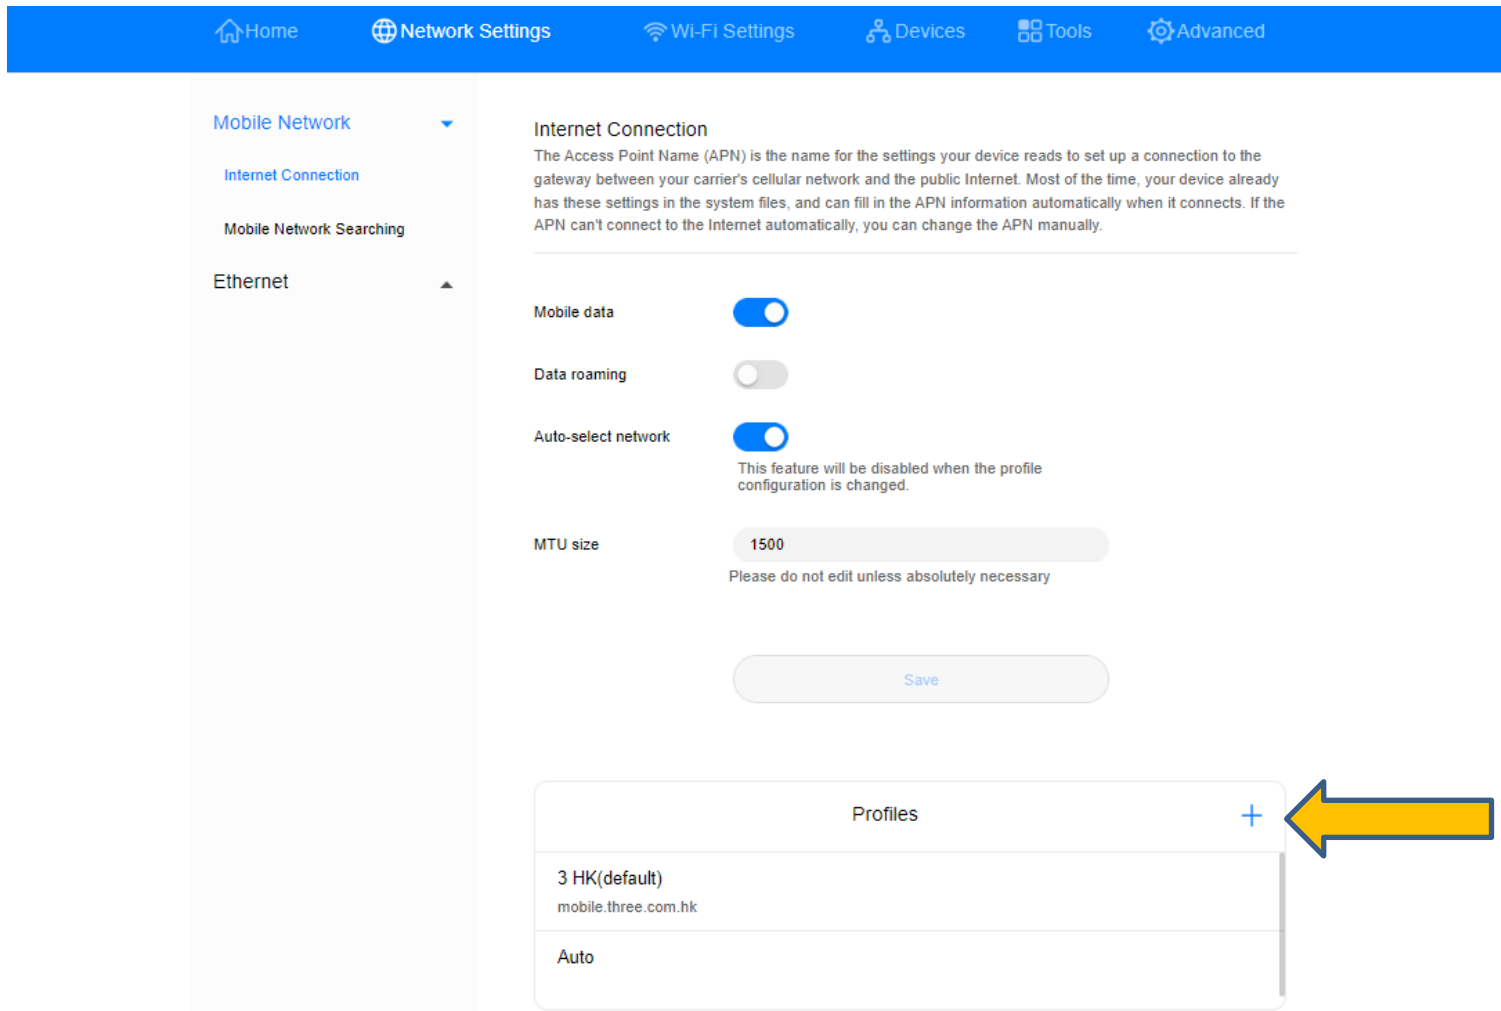 Home Network Settings Wi-Fi Settings Devices Tools Advanced
Mobile Network
Internet Connection
Mobile Network Searching
Ethernet
Internet Connection
The Access Point Name (APN) is the name for the settings your device reads to set up a connection to the
gateway between your carrier's cellular network and the public Internet. Most of the time, your device already
has these settings in the system files, and can fill in the APN information automatically when it connects. If the
APN can't connect to the Internet automatically, you can change the APN manually.
Mobile data
Data roaming
Auto-select network
This feature will be disabled when the profile
configuration is changed.
MTU size 1500
Please do not edit unless absolutely necessary
Save
Profiles
3 HK(default)
mobile.three.com.hk
Auto